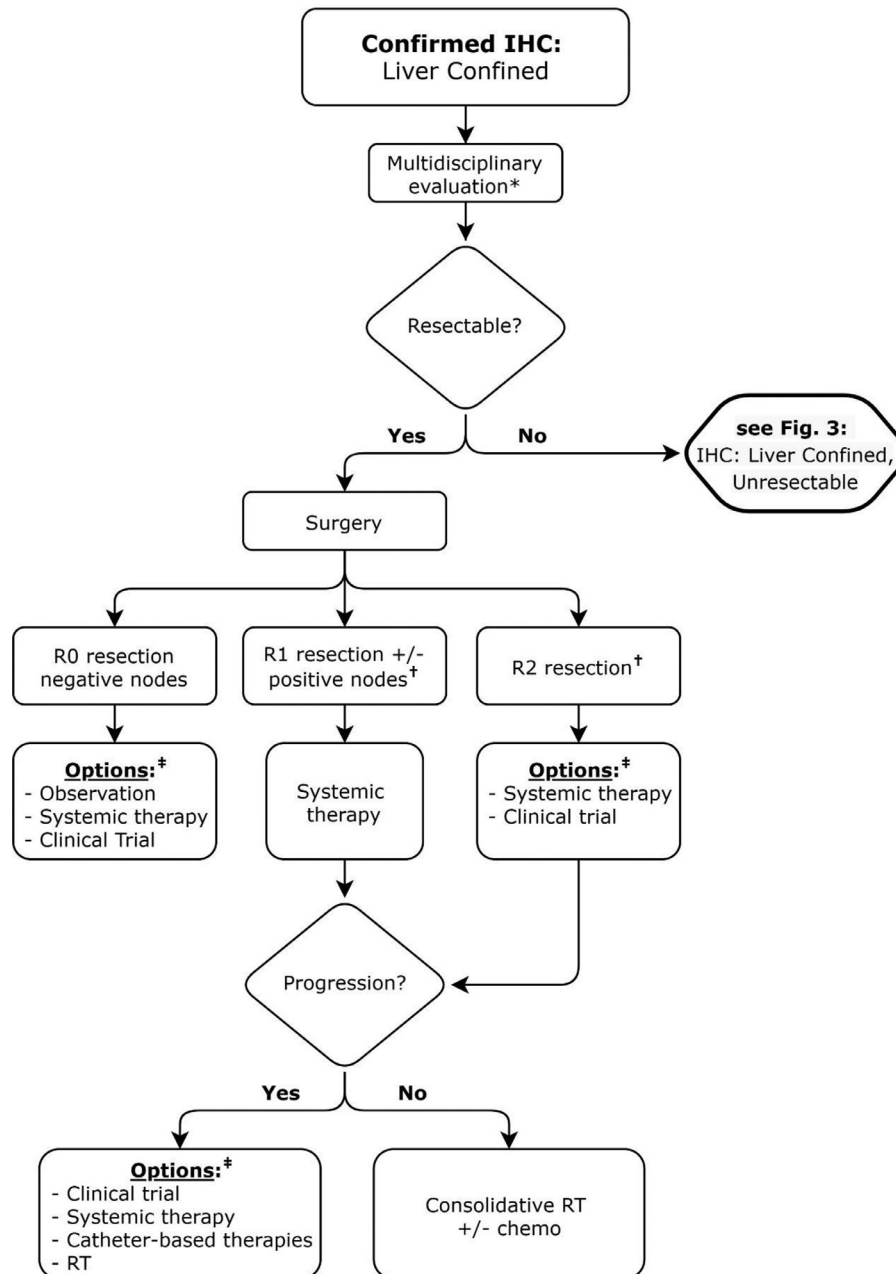 Confirmed IHC:
Liver Confined
Multidisciplinary
evaluation*
Resectable?
Yes
No
see Fig. 3:
IHC: Liver Confined,
Unresectable
Surgery
R0 resection
negative nodes
R1 resection +/-
positive nodes†
R2 resection†
Options:‡
- Observation
- Systemic therapy
- Clinical Trial
Systemic
therapy
Options:‡
- Systemic therapy
- Clinical trial
Progression?
Yes
No
Options:‡
- Clinical trial
- Systemic therapy
- Catheter-based therapies
- RT
Consolidative RT
+/- chemo